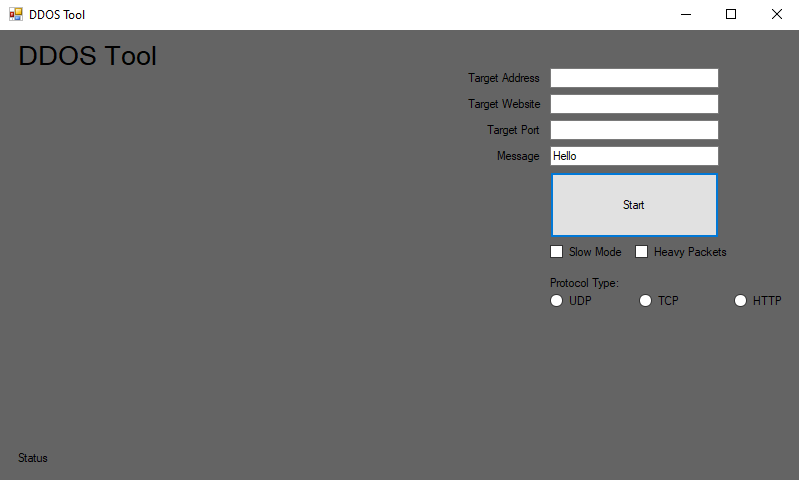 DDOS Tool
DDOS Tool
Target Address
Target Website
Target Port
Message Hello
Start
Slow Mode Heavy Packets
Protocol Type:
UDP TCP HTTP
Status